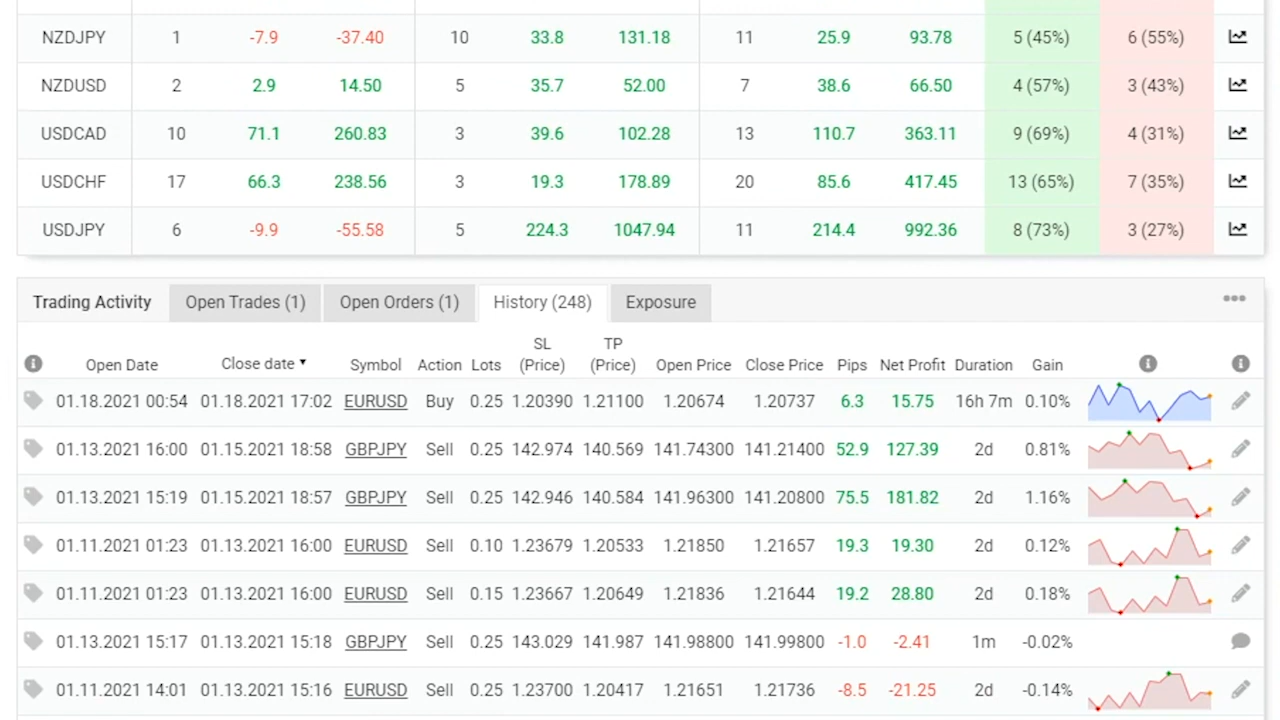 NZDJPY 1 -7.9 -37.40 10 33.8 131.18 11 25.9 93.78 5 (45%) 6 (55%)
NZDUSD 2 2.9 14.50 5 35.7 52.00 7 38.6 66.50 4 (57%) 3 (43%)
USDCAD 10 71.1 260.83 3 39.6 102.28 13 110.7 363.11 9 (69%) 4 (31%)
USDCHF 17 66.3 238.56 3 19.3 178.89 20 85.6 417.45 13 (65%) 7 (35%)
USDJPY 6 -9.9 -55.58 5 224.3 1047.94 11 214.4 992.36 8 (73%) 3 (27%)
Trading Activity Open Trades (1) Open Orders (1) History (248) Exposure
Open Date Close date Symbol Action Lots SL (Price) TP (Price) Open Price Close Price Pips Net Profit Duration Gain
01.18.2021 00:54 01.18.2021 17:02 EURUSD Buy 0.25 1.20390 1.21100 1.20674 1.20737 6.3 15.75 16h 7m 0.10%
01.13.2021 16:00 01.15.2021 18:58 GBPJPY Sell 0.25 142.974 140.569 141.74300 141.21400 52.9 127.39 2d 0.81%
01.13.2021 15:19 01.15.2021 18:57 GBPJPY Sell 0.25 142.946 140.584 141.96300 141.20800 75.5 181.82 2d 1.16%
01.11.2021 01:23 01.13.2021 16:00 EURUSD Sell 0.10 1.23679 1.20533 1.21850 1.21657 19.3 19.30 2d 0.12%
01.11.2021 01:23 01.13.2021 16:00 EURUSD Sell 0.15 1.23667 1.20649 1.21836 1.21644 19.2 28.80 2d 0.18%
01.13.2021 15:17 01.13.2021 15:18 GBPJPY Sell 0.25 143.029 141.987 141.98800 141.99800 -1.0 -2.41 1m -0.02%
01.11.2021 14:01 01.13.2021 15:16 EURUSD Sell 0.25 1.23700 1.20417 1.21651 1.21736 -8.5 -21.25 2d -0.14%